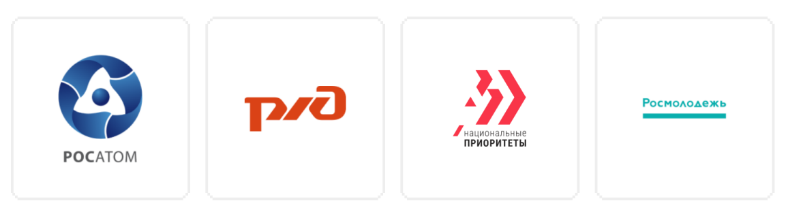 РОСАТОМ
РЖД
национальные
ПРИОРИТЕТЫ
Росмолодежь